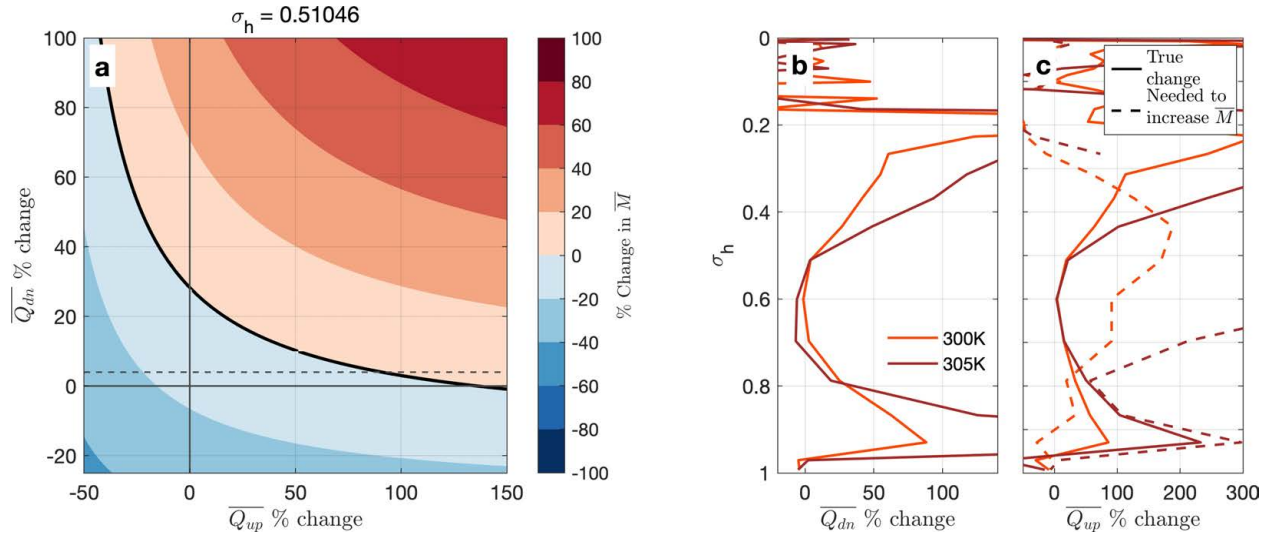 σh = 0.51046
a
100
80
60
40
20
0
-20
-50
0
50
100
150
Qdn % change
Qup % change
100
80
60
40
20
0
-20
-40
-60
-80
-100
% Change in M
b
0
0.2
0.4
0.6
0.8
1
σh
0
50
100
Qdn % change
300K
305K
c
True
change
Needed to
increase M
0
100
200
300
Qup % change